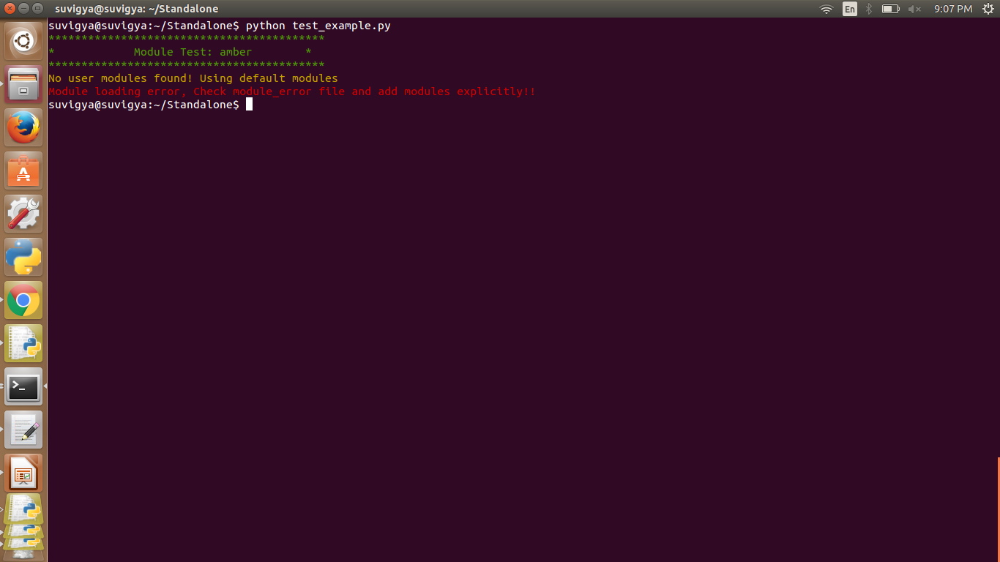 suvigya@suvigya: ~/Standalone
En
9:07 PM
suvigya@suvigya:~/Standalone$ python test_example.py
******************************************
*            Module Test: amber        *
******************************************
No user modules found! Using default modules
Module loading error, Check module_error file and add modules explicitly!!
suvigya@suvigya:~/Standalone$